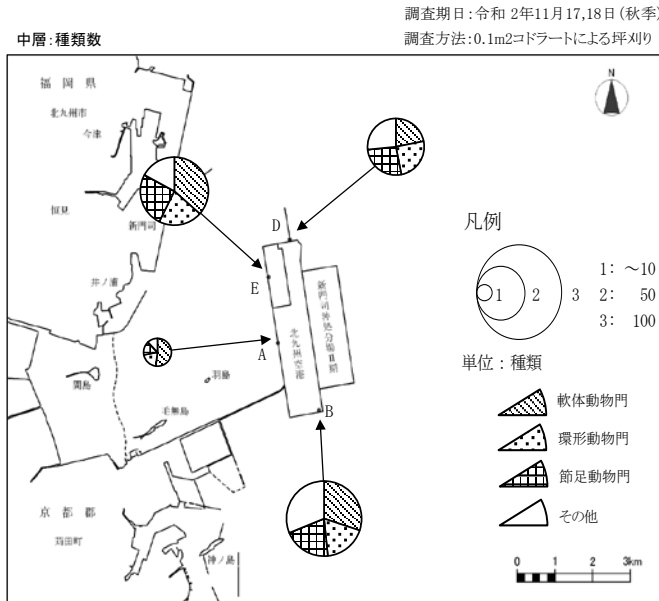 調査期日:令和 2年11月17,18日(秋季)
中層:種類数
調査方法:0.1m2コドラートによる坪刈り
福岡県
北九州市
今津
恒見
新門司
井ノ浦
間島
毛無島
羽島
京都郡
苅田町
神ノ島
D
E
A
B
北九州空港
新門司沖処分場Ⅱ期
N
凡例
1 2 3
1: ~10
2: 50
3: 100
単位:種類
軟体動物門
環形動物門
節足動物門
その他
0 1 2 3km